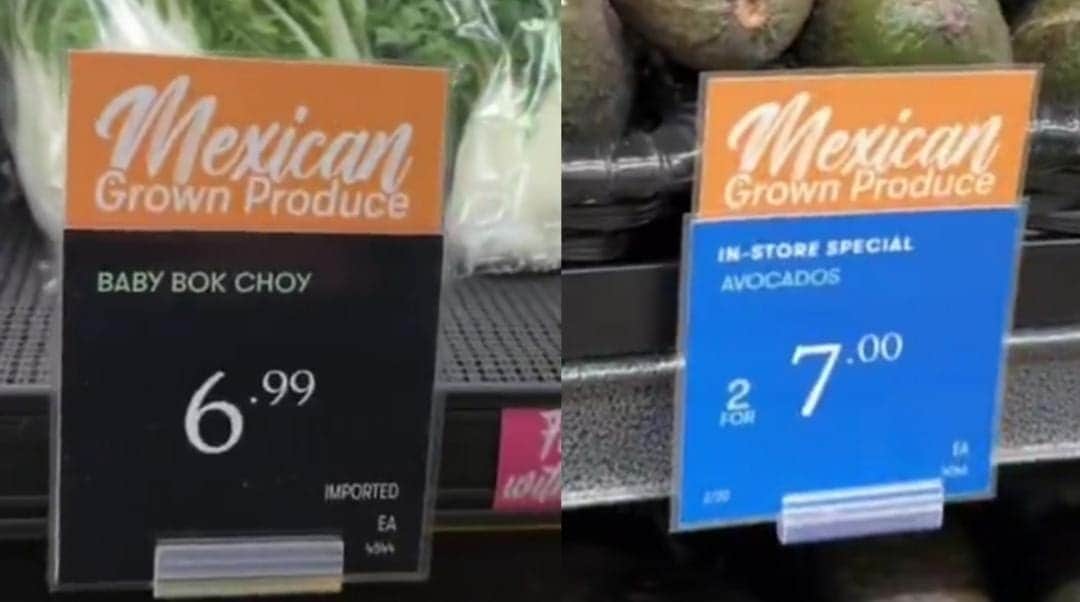 Mexican
Grown Produce
BABY BOK CHOY
6.99
IMPORTED
EA
Mexican
Grown Produce
IN-STORE SPECIAL
AVOCADOS
2
FOR
7.00
EA